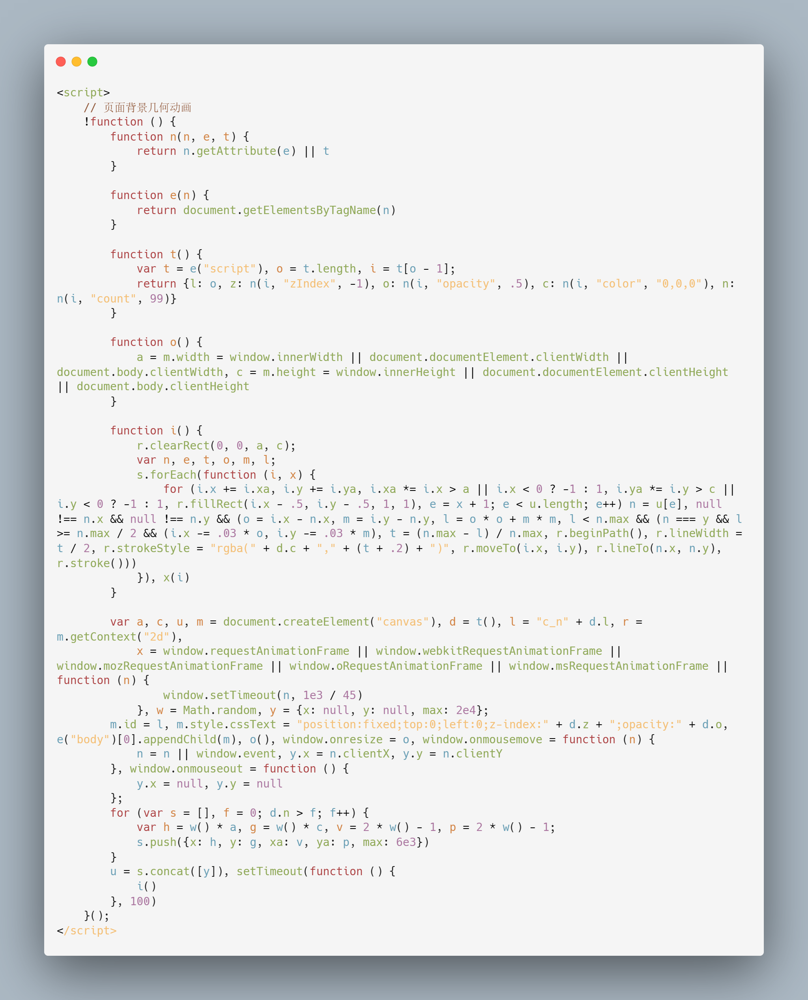 <script>
    // 页面背景几何动画
    !function () {
        function n(n, e, t) {
            return n.getAttribute(e) || t
        }

        function e(n) {
            return document.getElementsByTagName(n)
        }

        function t() {
            var t = e("script"), o = t.length, i = t[o - 1];
            return {l: o, z: n(i, "zIndex", -1), o: n(i, "opacity", .5), c: n(i, "color", "0,0,0"), n:
n(i, "count", 99)}
        }

        function o() {
            a = m.width = window.innerWidth || document.documentElement.clientWidth ||
document.body.clientWidth, c = m.height = window.innerHeight || document.documentElement.clientHeight
|| document.body.clientHeight
        }

        function i() {
            r.clearRect(0, 0, a, c);
            var n, e, t, o, m, l;
            s.forEach(function (i, x) {
                for (i.x += i.xa, i.y += i.ya, i.xa *= i.x > a || i.x < 0 ? -1 : 1, i.ya *= i.y > c ||
i.y < 0 ? -1 : 1, r.fillRect(i.x - .5, i.y - .5, 1, 1), e = x + 1; e < u.length; e++) n = u[e], null
!== n.x && null !== n.y && (o = i.x - n.x, m = i.y - n.y, l = o * o + m * m, l < n.max && (n === y && l
>= n.max / 2 && (i.x -= .03 * o, i.y -= .03 * m), t = (n.max - l) / n.max, r.beginPath(), r.lineWidth =
t / 2, r.strokeStyle = "rgba(" + d.c + "," + (t + .2) + ")", r.moveTo(i.x, i.y), r.lineTo(n.x, n.y),
r.stroke()))
            }), x(i)
        }

        var a, c, u, m = document.createElement("canvas"), d = t(), l = "c_n" + d.l, r =
m.getContext("2d"),
            x = window.requestAnimationFrame || window.webkitRequestAnimationFrame ||
window.mozRequestAnimationFrame || window.oRequestAnimationFrame || window.msRequestAnimationFrame ||
function (n) {
                window.setTimeout(n, 1e3 / 45)
            }, w = Math.random, y = {x: null, y: null, max: 2e4};
        m.id = l, m.style.cssText = "position:fixed;top:0;left:0;z-index:" + d.z + ";opacity:" + d.o,
e("body")[0].appendChild(m), o(), window.onresize = o, window.onmousemove = function (n) {
            n = n || window.event, y.x = n.clientX, y.y = n.clientY
        }, window.onmouseout = function () {
            y.x = null, y.y = null
        };
        for (var s = [], f = 0; d.n > f; f++) {
            var h = w() * a, g = w() * c, v = 2 * w() - 1, p = 2 * w() - 1;
            s.push({x: h, y: g, xa: v, ya: p, max: 6e3})
        }
        u = s.concat([y]), setTimeout(function () {
            i()
        }, 100)
    }();
</script>